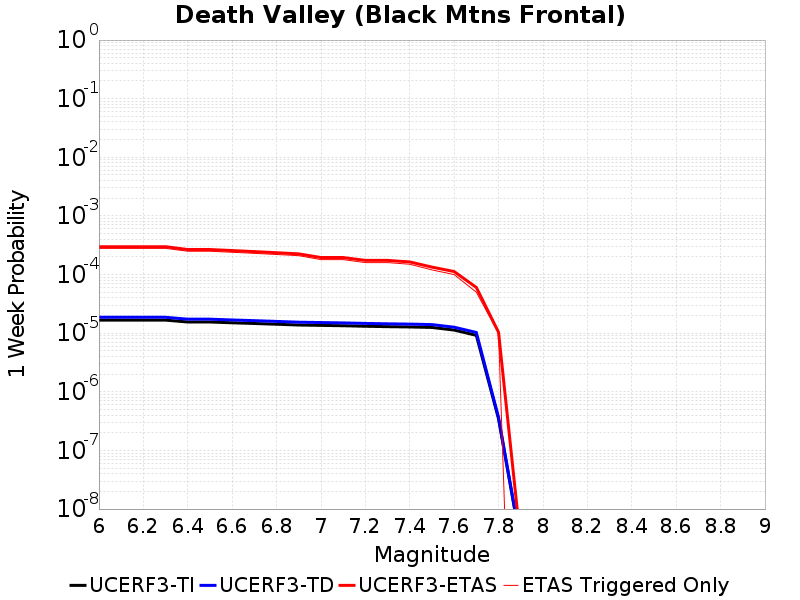 Death Valley (Black Mtns Frontal)
10^0
10^-1
10^-2
10^-3
10^-4
10^-5
10^-6
10^-7
10^-8
1 Week Probability
6 6.2 6.4 6.6 6.8 7 7.2 7.4 7.6 7.8 8 8.2 8.4 8.6 8.8 9
Magnitude
UCERF3-TI UCERF3-TD UCERF3-ETAS ETAS Triggered Only